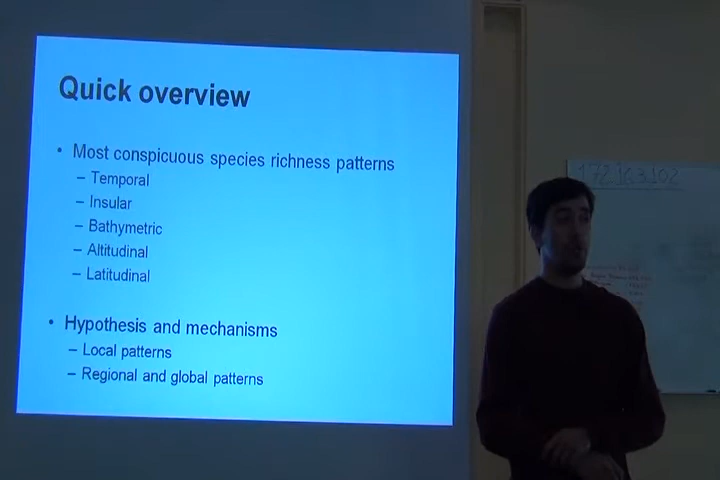 Quick overview
• Most conspicuous species richness patterns
– Temporal
– Insular
– Bathymetric
– Altitudinal
– Latitudinal
• Hypothesis and mechanisms
– Local patterns
– Regional and global patterns